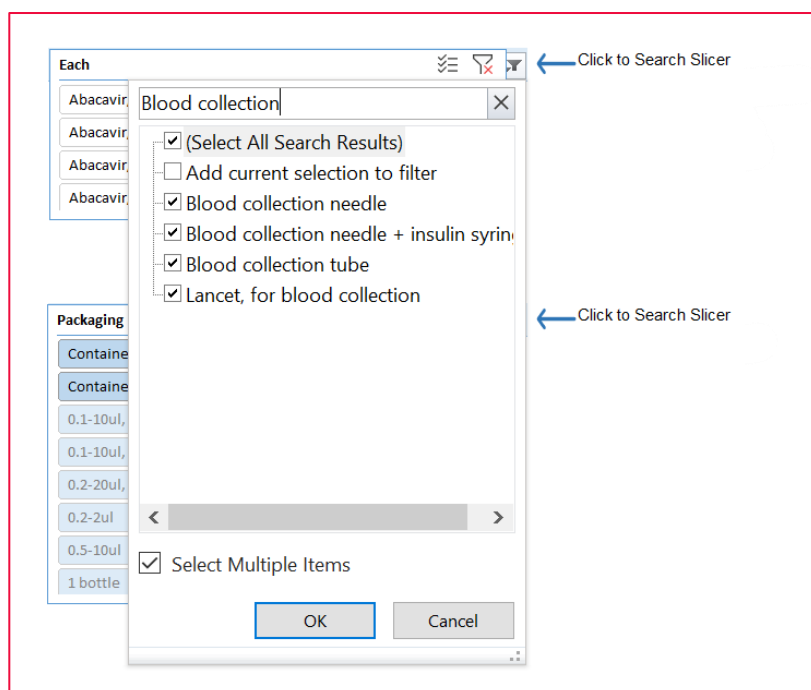 Each
Click to Search Slicer
Abacavir,
Abacavir,
Abacavir,
Abacavir,
Blood collection
(Select All Search Results)
Add current selection to filter
Blood collection needle
Blood collection needle + insulin syring
Blood collection tube
Lancet, for blood collection
Packaging
Click to Search Slicer
Containe
Containe
0.1-10ul,
0.1-10ul,
0.2-20ul,
0.2-2ul
0.5-10ul
1 bottle
Select Multiple Items
OK
Cancel